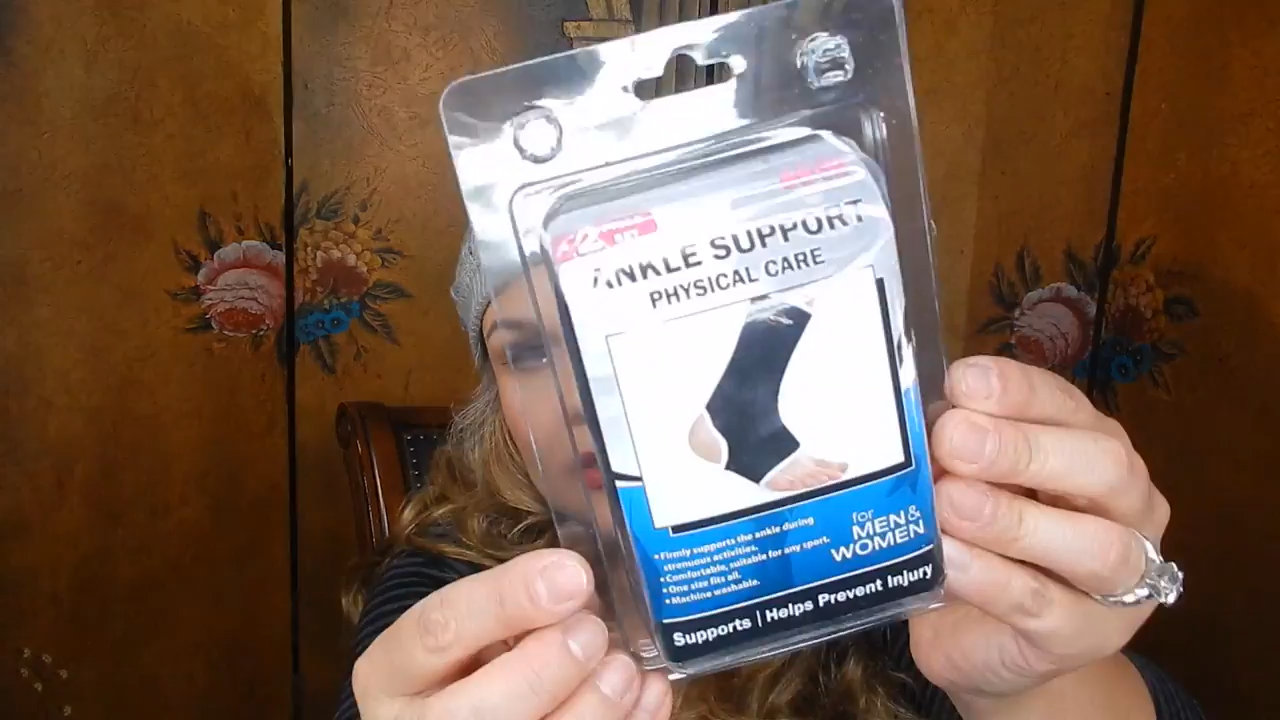 ANKLE SUPPORT
PHYSICAL CARE
• Firmly supports the ankle during
strenuous activities.
• Comfortable, suitable for any sport.
• One size fits all.
• Machine washable.
for
MEN &
WOMEN
Supports | Helps Prevent Injury